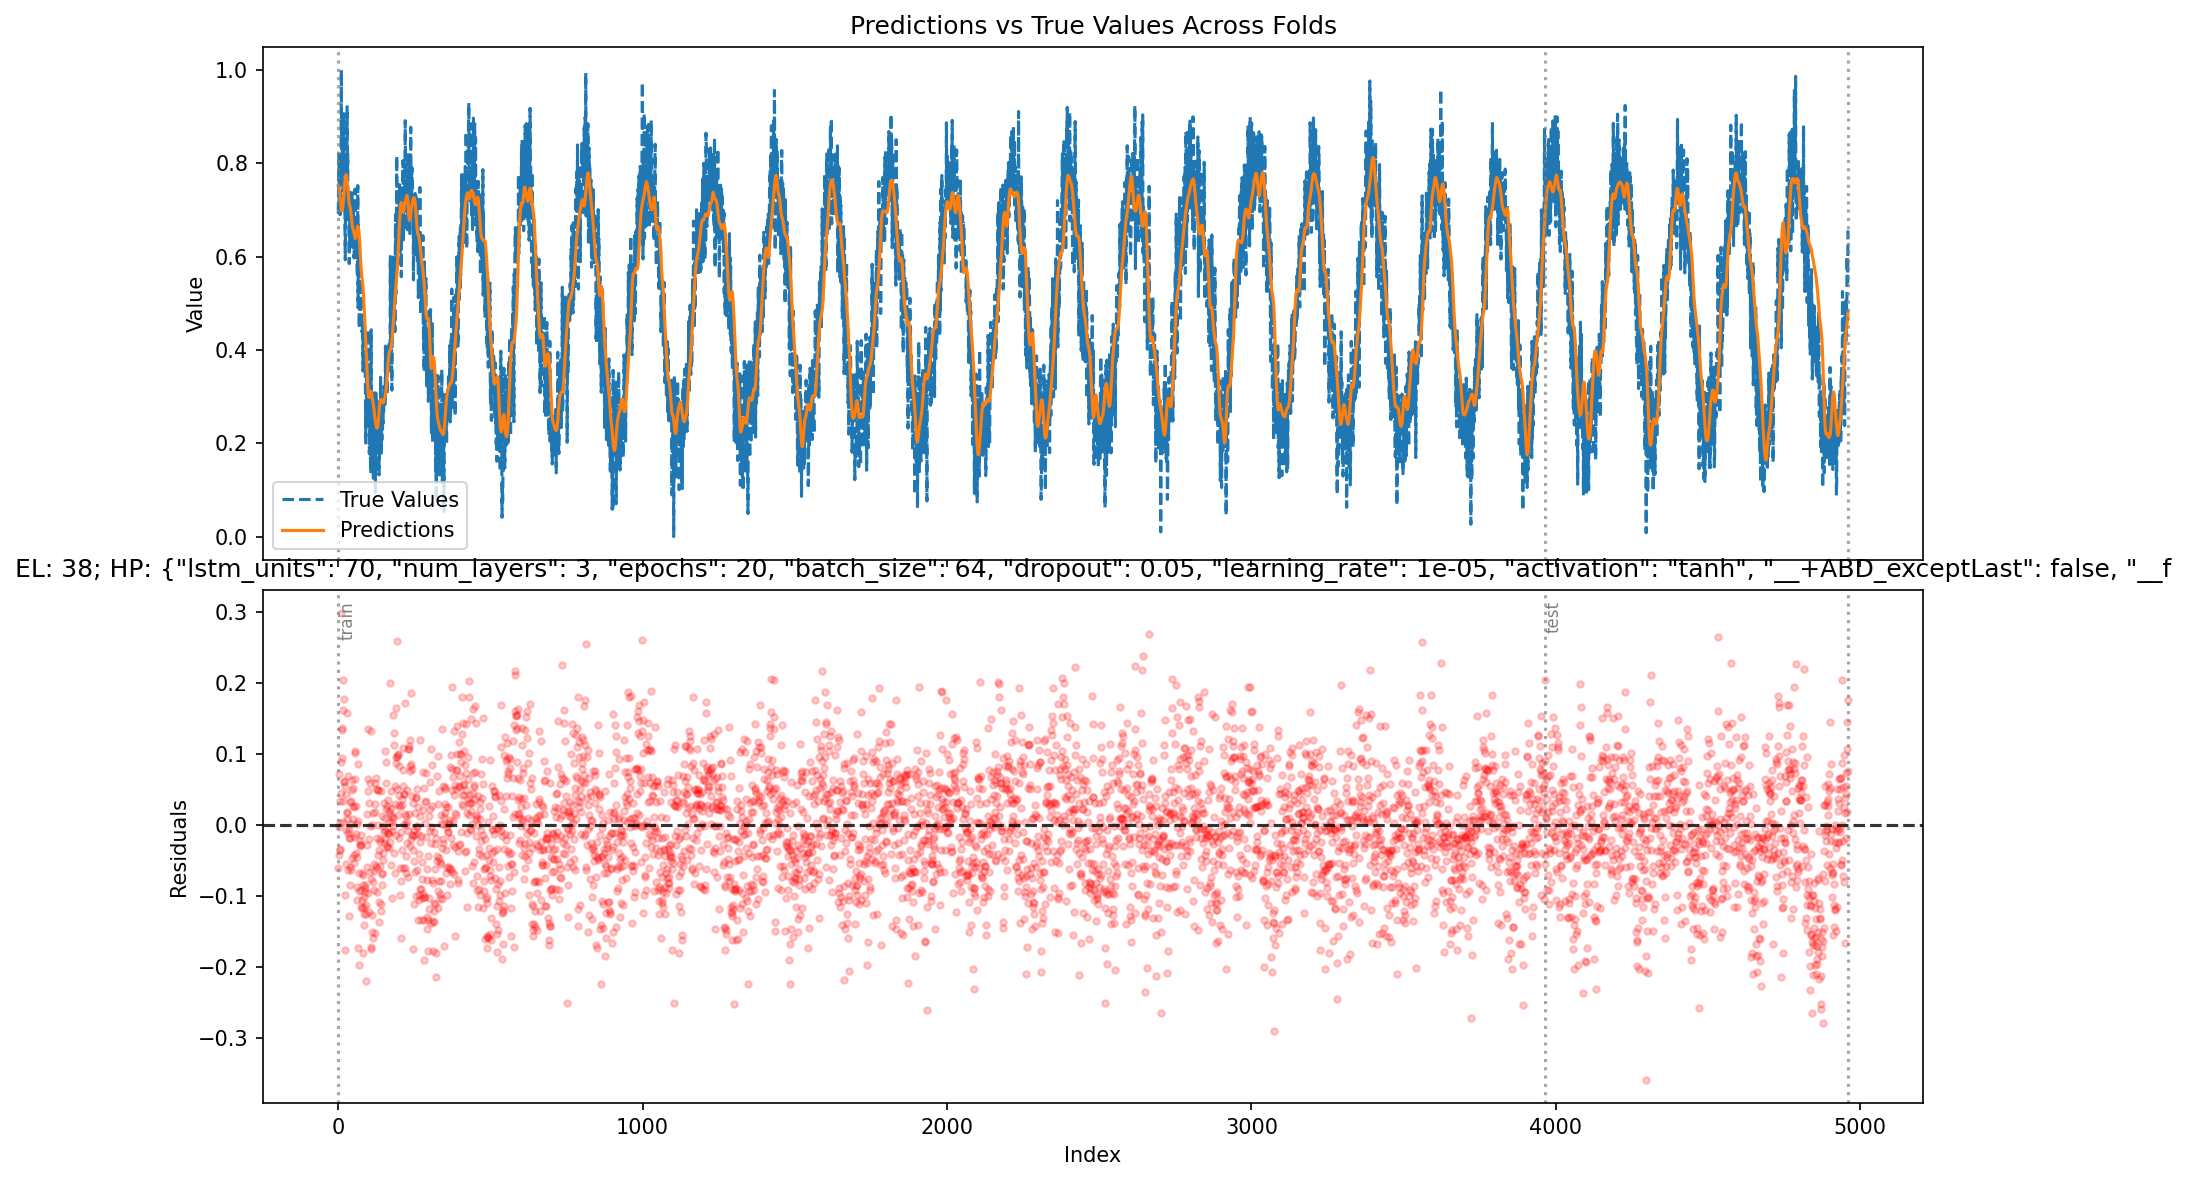 Predictions vs True Values Across Folds
1.0
0.8
0.6
0.4
0.2
0.0
Value
True Values
Predictions
EL: 38; HP: {"lstm_units": 70, "num_layers": 3, "epochs": 20, "batch_size": 64, "dropout": 0.05, "learning_rate": 1e-05, "activation": "tanh", "__+ABD_exceptLast": false, "__f
train
test
0.3
0.2
0.1
0.0
−0.1
−0.2
−0.3
Residuals
0 1000 2000 3000 4000 5000
Index